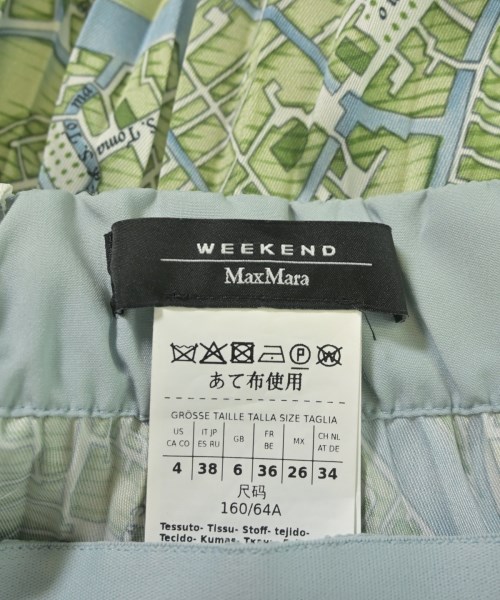 S. Toma
WEEKEND
MaxMara
P W
あて布使用
GRÖSSE TAILLE TALLA SIZE TAGLIA
US IT JP GB FR MX CH NL
CA CO ES RU BE AT DE
4 38 6 36 26 34
尺码
160/64A
Tessuto- Tissu- Stoff- tejido-
Tecido- Kumas-